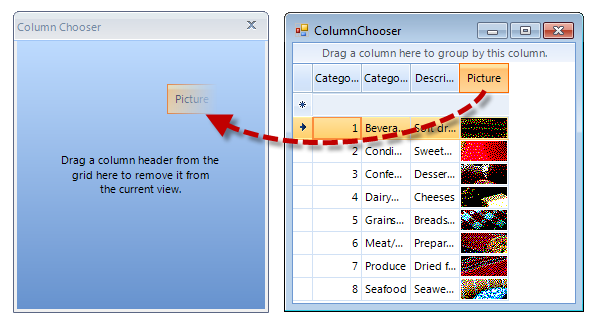 Column Chooser
Picture
Drag a column header from the
grid here to remove it from
the current view.
ColumnChooser
Drag a column here to group by this column.
Catego... Catego... Descri... Picture
1 Bevera... Soft dr...
2 Condi... Sweet...
3 Confe... Desser...
4 Dairy... Cheeses
5 Grains... Breads...
6 Meat/... Prepar...
7 Produce Dried f...
8 Seafood Seawe...